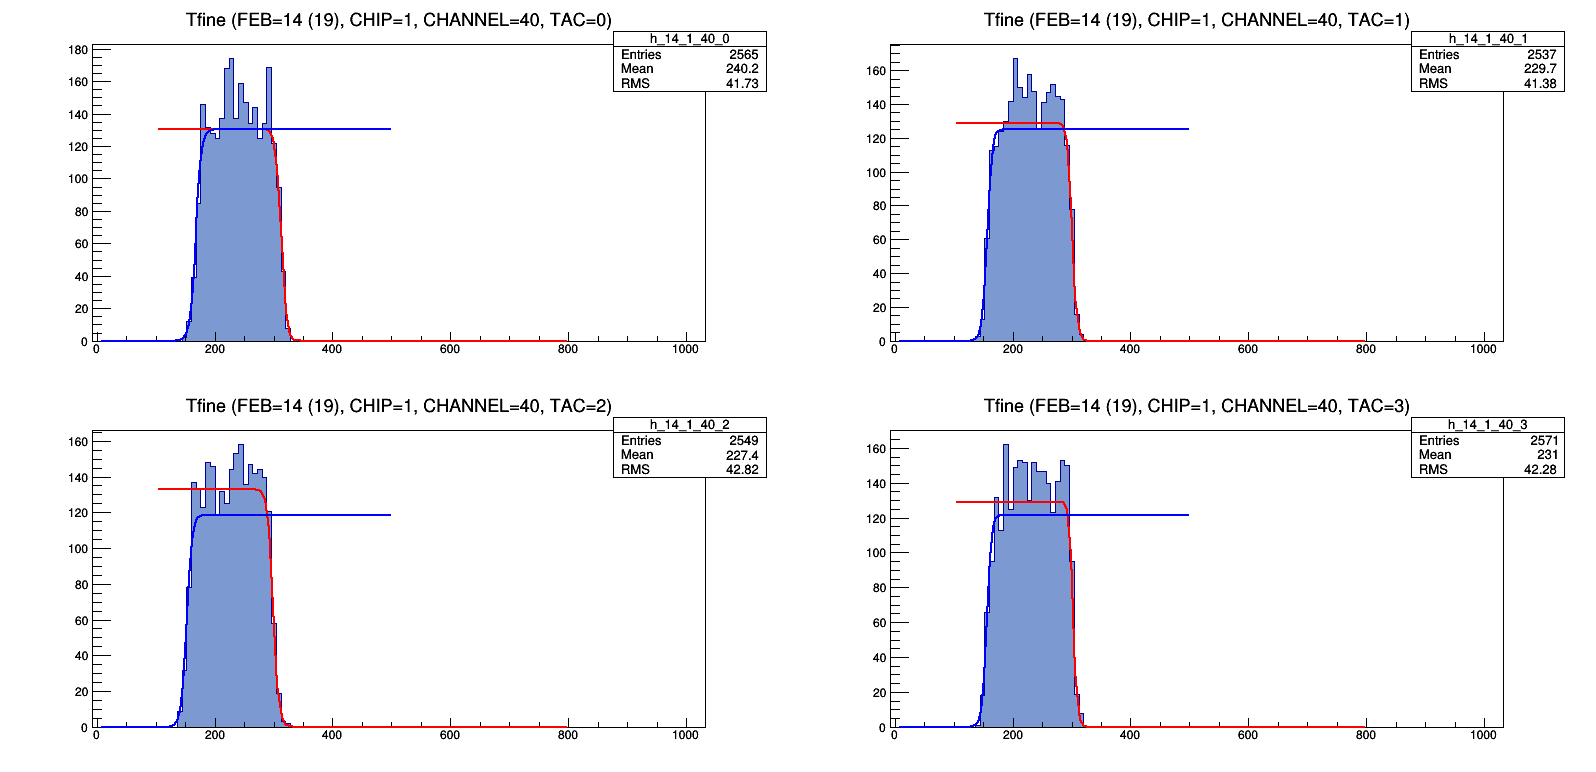 Tfine (FEB=14 (19), CHIP=1, CHANNEL=40, TAC=0)
h_14_1_40_0
Entries 2565
Mean 240.2
RMS 41.73
180
160
140
120
100
80
60
40
20
0
0 200 400 600 800 1000
Tfine (FEB=14 (19), CHIP=1, CHANNEL=40, TAC=1)
h_14_1_40_1
Entries 2537
Mean 229.7
RMS 41.38
160
140
120
100
80
60
40
20
0
0 200 400 600 800 1000
Tfine (FEB=14 (19), CHIP=1, CHANNEL=40, TAC=2)
h_14_1_40_2
Entries 2549
Mean 227.4
RMS 42.82
160
140
120
100
80
60
40
20
0
0 200 400 600 800 1000
Tfine (FEB=14 (19), CHIP=1, CHANNEL=40, TAC=3)
h_14_1_40_3
Entries 2571
Mean 231
RMS 42.28
160
140
120
100
80
60
40
20
0
0 200 400 600 800 1000